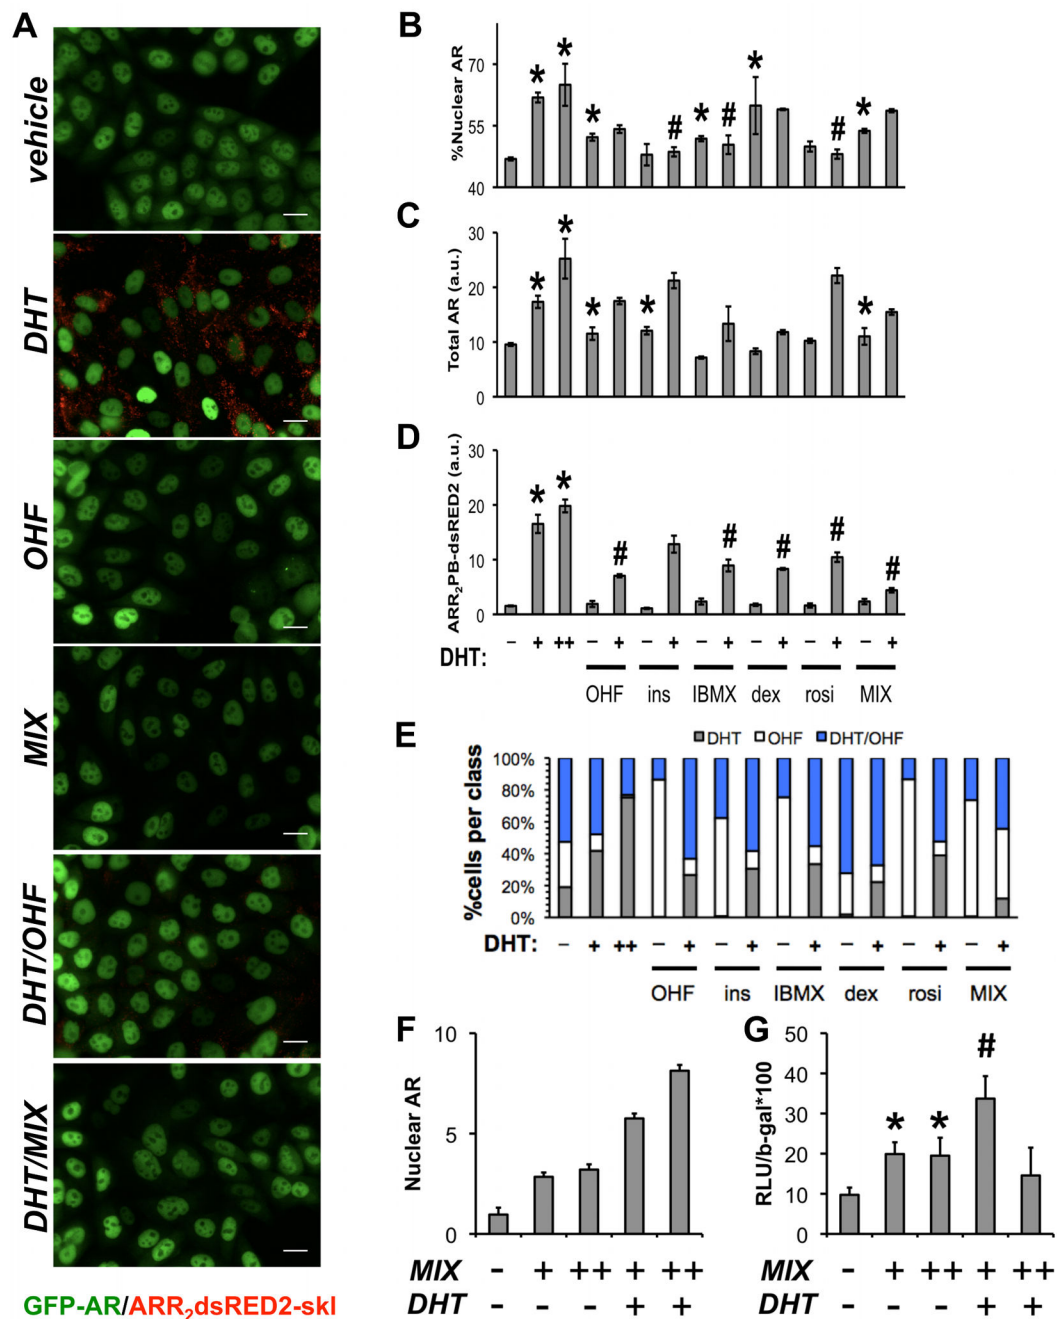 A
vehicle
DHT
OHF
MIX
DHT/OHF
DHT/MIX
GFP-AR/ARR₂dsRED2-skl
B
%Nuclear AR
70
55
40
* * * # * # * # *
C
Total AR (a.u.)
30
20
10
0
* * * * *
D
ARR₂PB-dsRED2 (a.u.)
30
20
10
0
* * # # # # #
DHT: – + ++ – + – + – + – + – + – +
OHF ins IBMX dex rosi MIX
E
DHT OHF DHT/OHF
%cells per class
100%
80%
60%
40%
20%
0%
DHT: – + ++ – + – + – + – + – + – +
OHF ins IBMX dex rosi MIX
F
Nuclear AR
10
5
0
MIX - + ++ + ++
DHT - - - + +
G
RLU/b-gal*100
50
40
30
20
10
0
* * #
MIX - + ++ + ++
DHT - - - + +